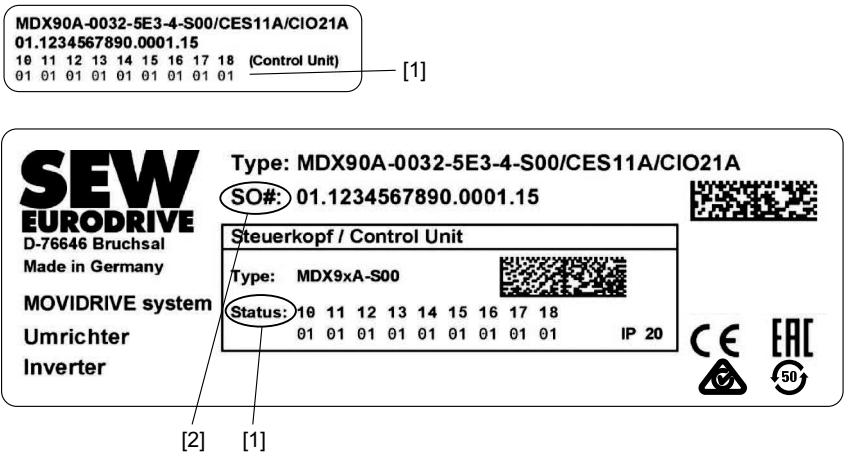 MDX90A-0032-5E3-4-S00/CES11A/CIO21A
01.1234567890.0001.15
10 11 12 13 14 15 16 17 18 (Control Unit)
01 01 01 01 01 01 01 01 01
[1]
SEW
EURODRIVE
D-76646 Bruchsal
Made in Germany
MOVIDRIVE system
Umrichter
Inverter
Type: MDX90A-0032-5E3-4-S00/CES11A/CIO21A
SO#: 01.1234567890.0001.15
Steuerkopf / Control Unit
Type: MDX9xA-S00
Status: 10 11 12 13 14 15 16 17 18
01 01 01 01 01 01 01 01 01 IP 20
CE EAC
50
[2] [1]